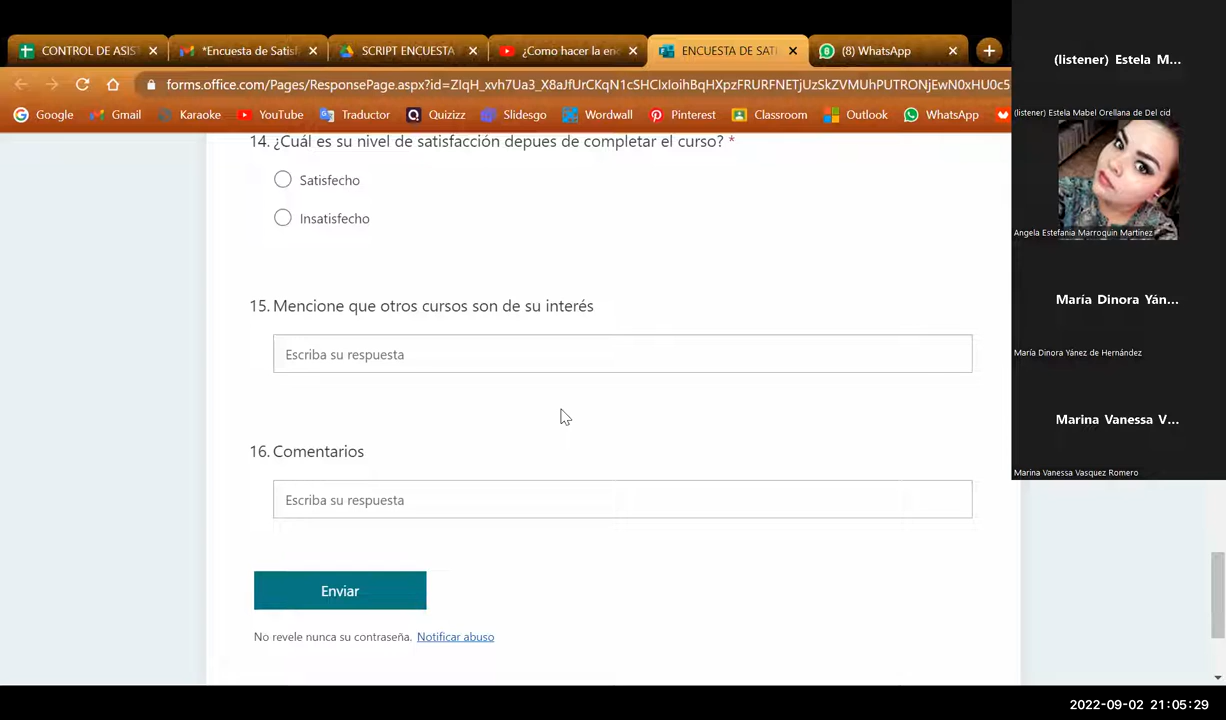 CONTROL DE ASIS
*Encuesta de Satisf
SCRIPT ENCUESTA
¿Como hacer la en
ENCUESTA DE SATI
(8) WhatsApp
forms.office.com/Pages/ResponsePage.aspx?id=
Google
Gmail
Karaoke
YouTube
Traductor
Quizizz
Slidesgo
Wordwall
Pinterest
Classroom
Outlook
WhatsApp
14. ¿Cuál es su nivel de satisfacción depues de completar el curso? *
Satisfecho
Insatisfecho
15. Mencione que otros cursos son de su interés
Escriba su respuesta
16. Comentarios
Escriba su respuesta
Enviar
No revele nunca su contraseña. Notificar abuso
(listener) Estela M...
(listener) Estela Mabel Orellana de Del cid
Angela Estefania Marroquin Martinez
María Dinora Yán...
María Dinora Yánez de Hernández
Marina Vanessa V...
Marina Vanessa Vasquez Romero
2022-09-02 21:05:29